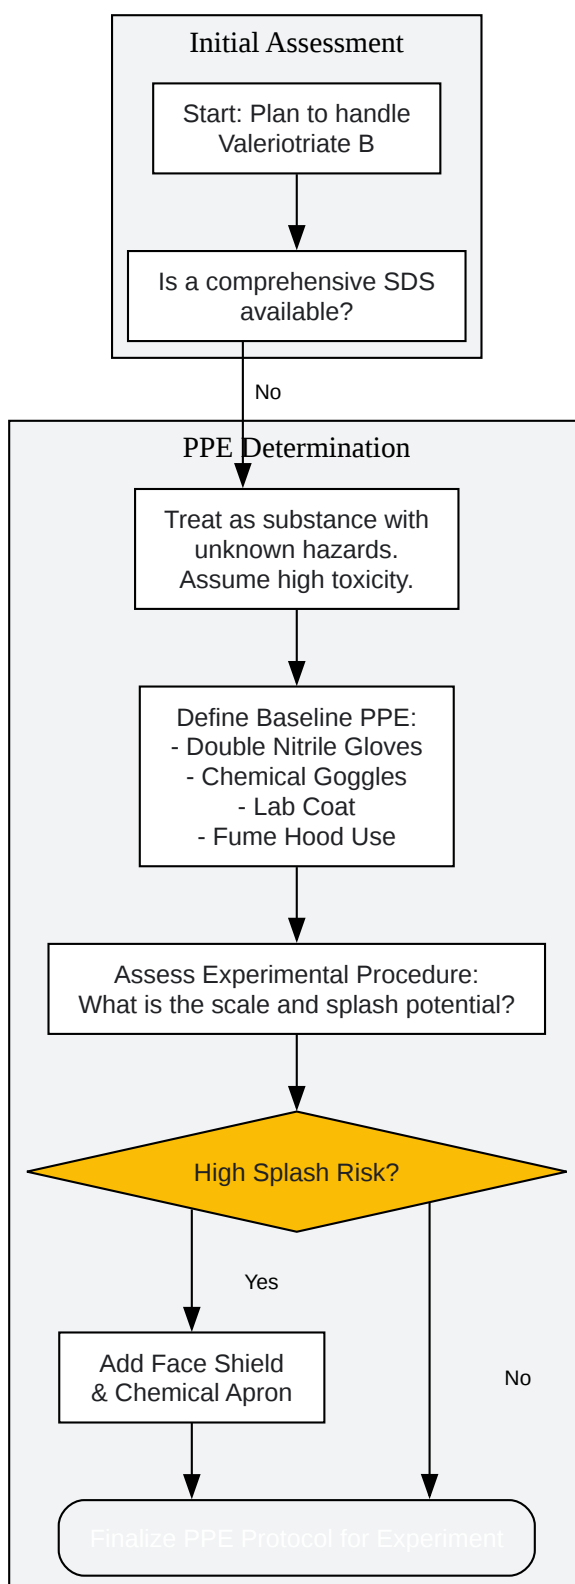 Initial Assessment
Start: Plan to handle
Valeriotriate B
Is a comprehensive SDS
available?
No
PPE Determination
Treat as substance with
unknown hazards.
Assume high toxicity.
Define Baseline PPE:
- Double Nitrile Gloves
- Chemical Goggles
- Lab Coat
- Fume Hood Use
Assess Experimental Procedure:
What is the scale and splash potential?
High Splash Risk?
Yes
Add Face Shield
& Chemical Apron
No
Finalize PPE Protocol for Experiment